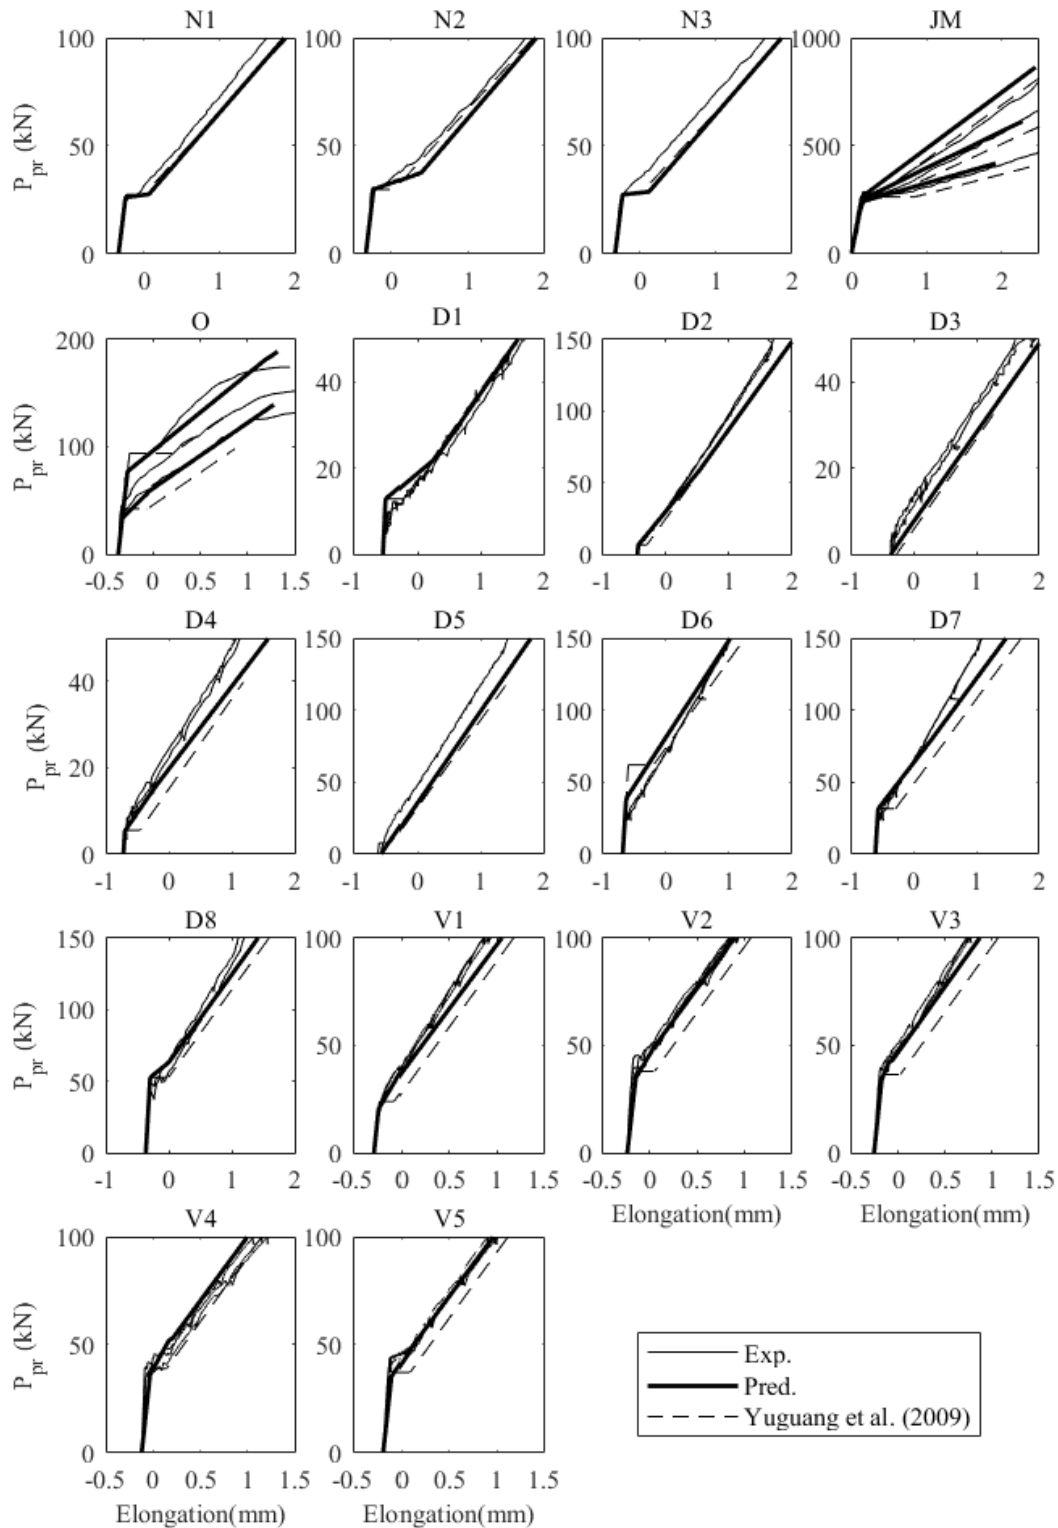 N1 N2 N3 JM
100 100 100 1000
P_pr (kN)
50 50 50 500
0 0 0 0
0 1 2 0 1 2 0 1 2 0 1 2
O D1 D2 D3
200 150
40 40
P_pr (kN)
100 100
20 50 20
0 0 0 0
-0.5 0 0.5 1 1.5 -1 0 1 2 -1 0 1 2 -1 0 1 2
D4 D5 D6 D7
150 150 150
40
P_pr (kN)
100 100 100
20 50 50 50
0 0 0 0
-1 0 1 2 -1 0 1 2 -1 0 1 2 -1 0 1 2
D8 V1 V2 V3
150 100 100 100
P_pr (kN)
100
50 50 50 50
0 0 0 0
-1 0 1 2 -0.5 0 0.5 1 1.5 -0.5 0 0.5 1 1.5 -0.5 0 0.5 1 1.5
Elongation(mm) Elongation(mm)
V4 V5
100 100
P_pr (kN)
50 50
0 0
-0.5 0 0.5 1 1.5 -0.5 0 0.5 1 1.5
Elongation(mm) Elongation(mm)
Exp.
Pred.
Yuguang et al. (2009)